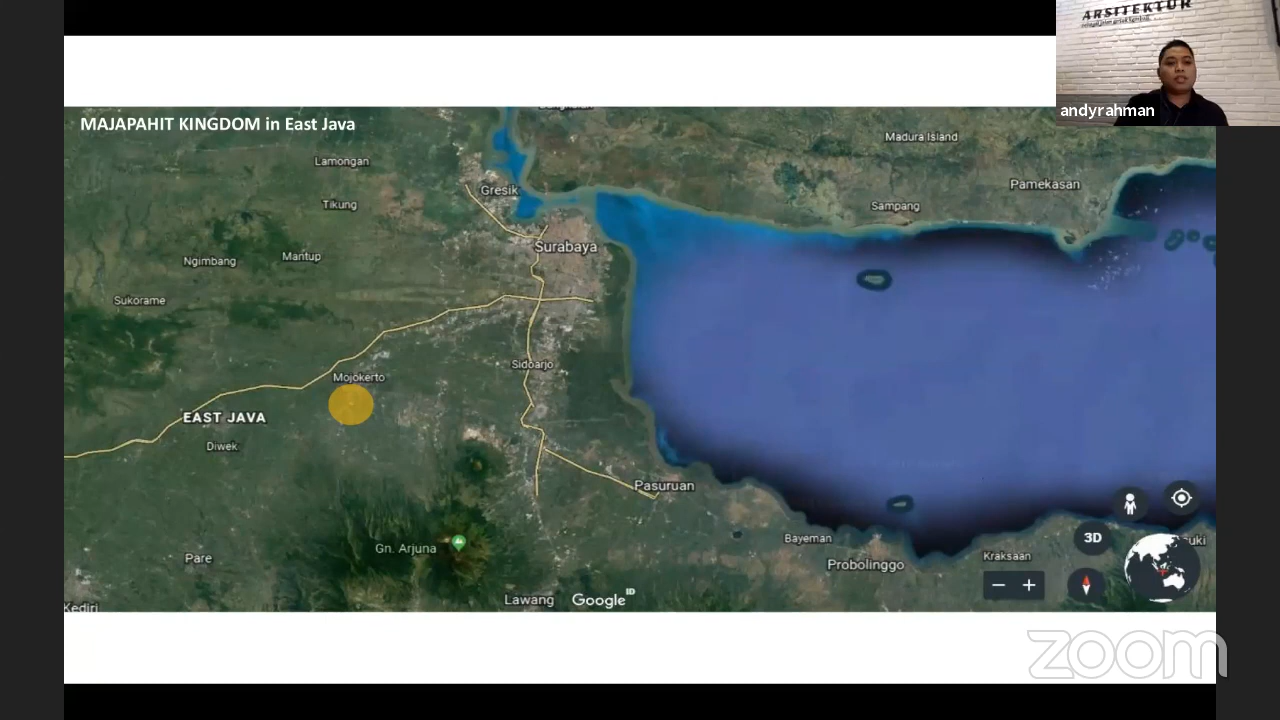 ARSITEKTUR
andyrahman
MAJAPAHIT KINGDOM in East Java
Madura Island
Lamongan
Pamekasan
Gresik
Tikung
Sampang
Surabaya
Mantup
Ngimbang
Sukorame
Sidoarjo
Mojokerto
EAST JAVA
Diwek
Pasuruan
Bayeman
3D
uki
Gn. Arjuna
Pare
Kraksaan
Probolinggo
Lawang
Google
Kediri
zoom